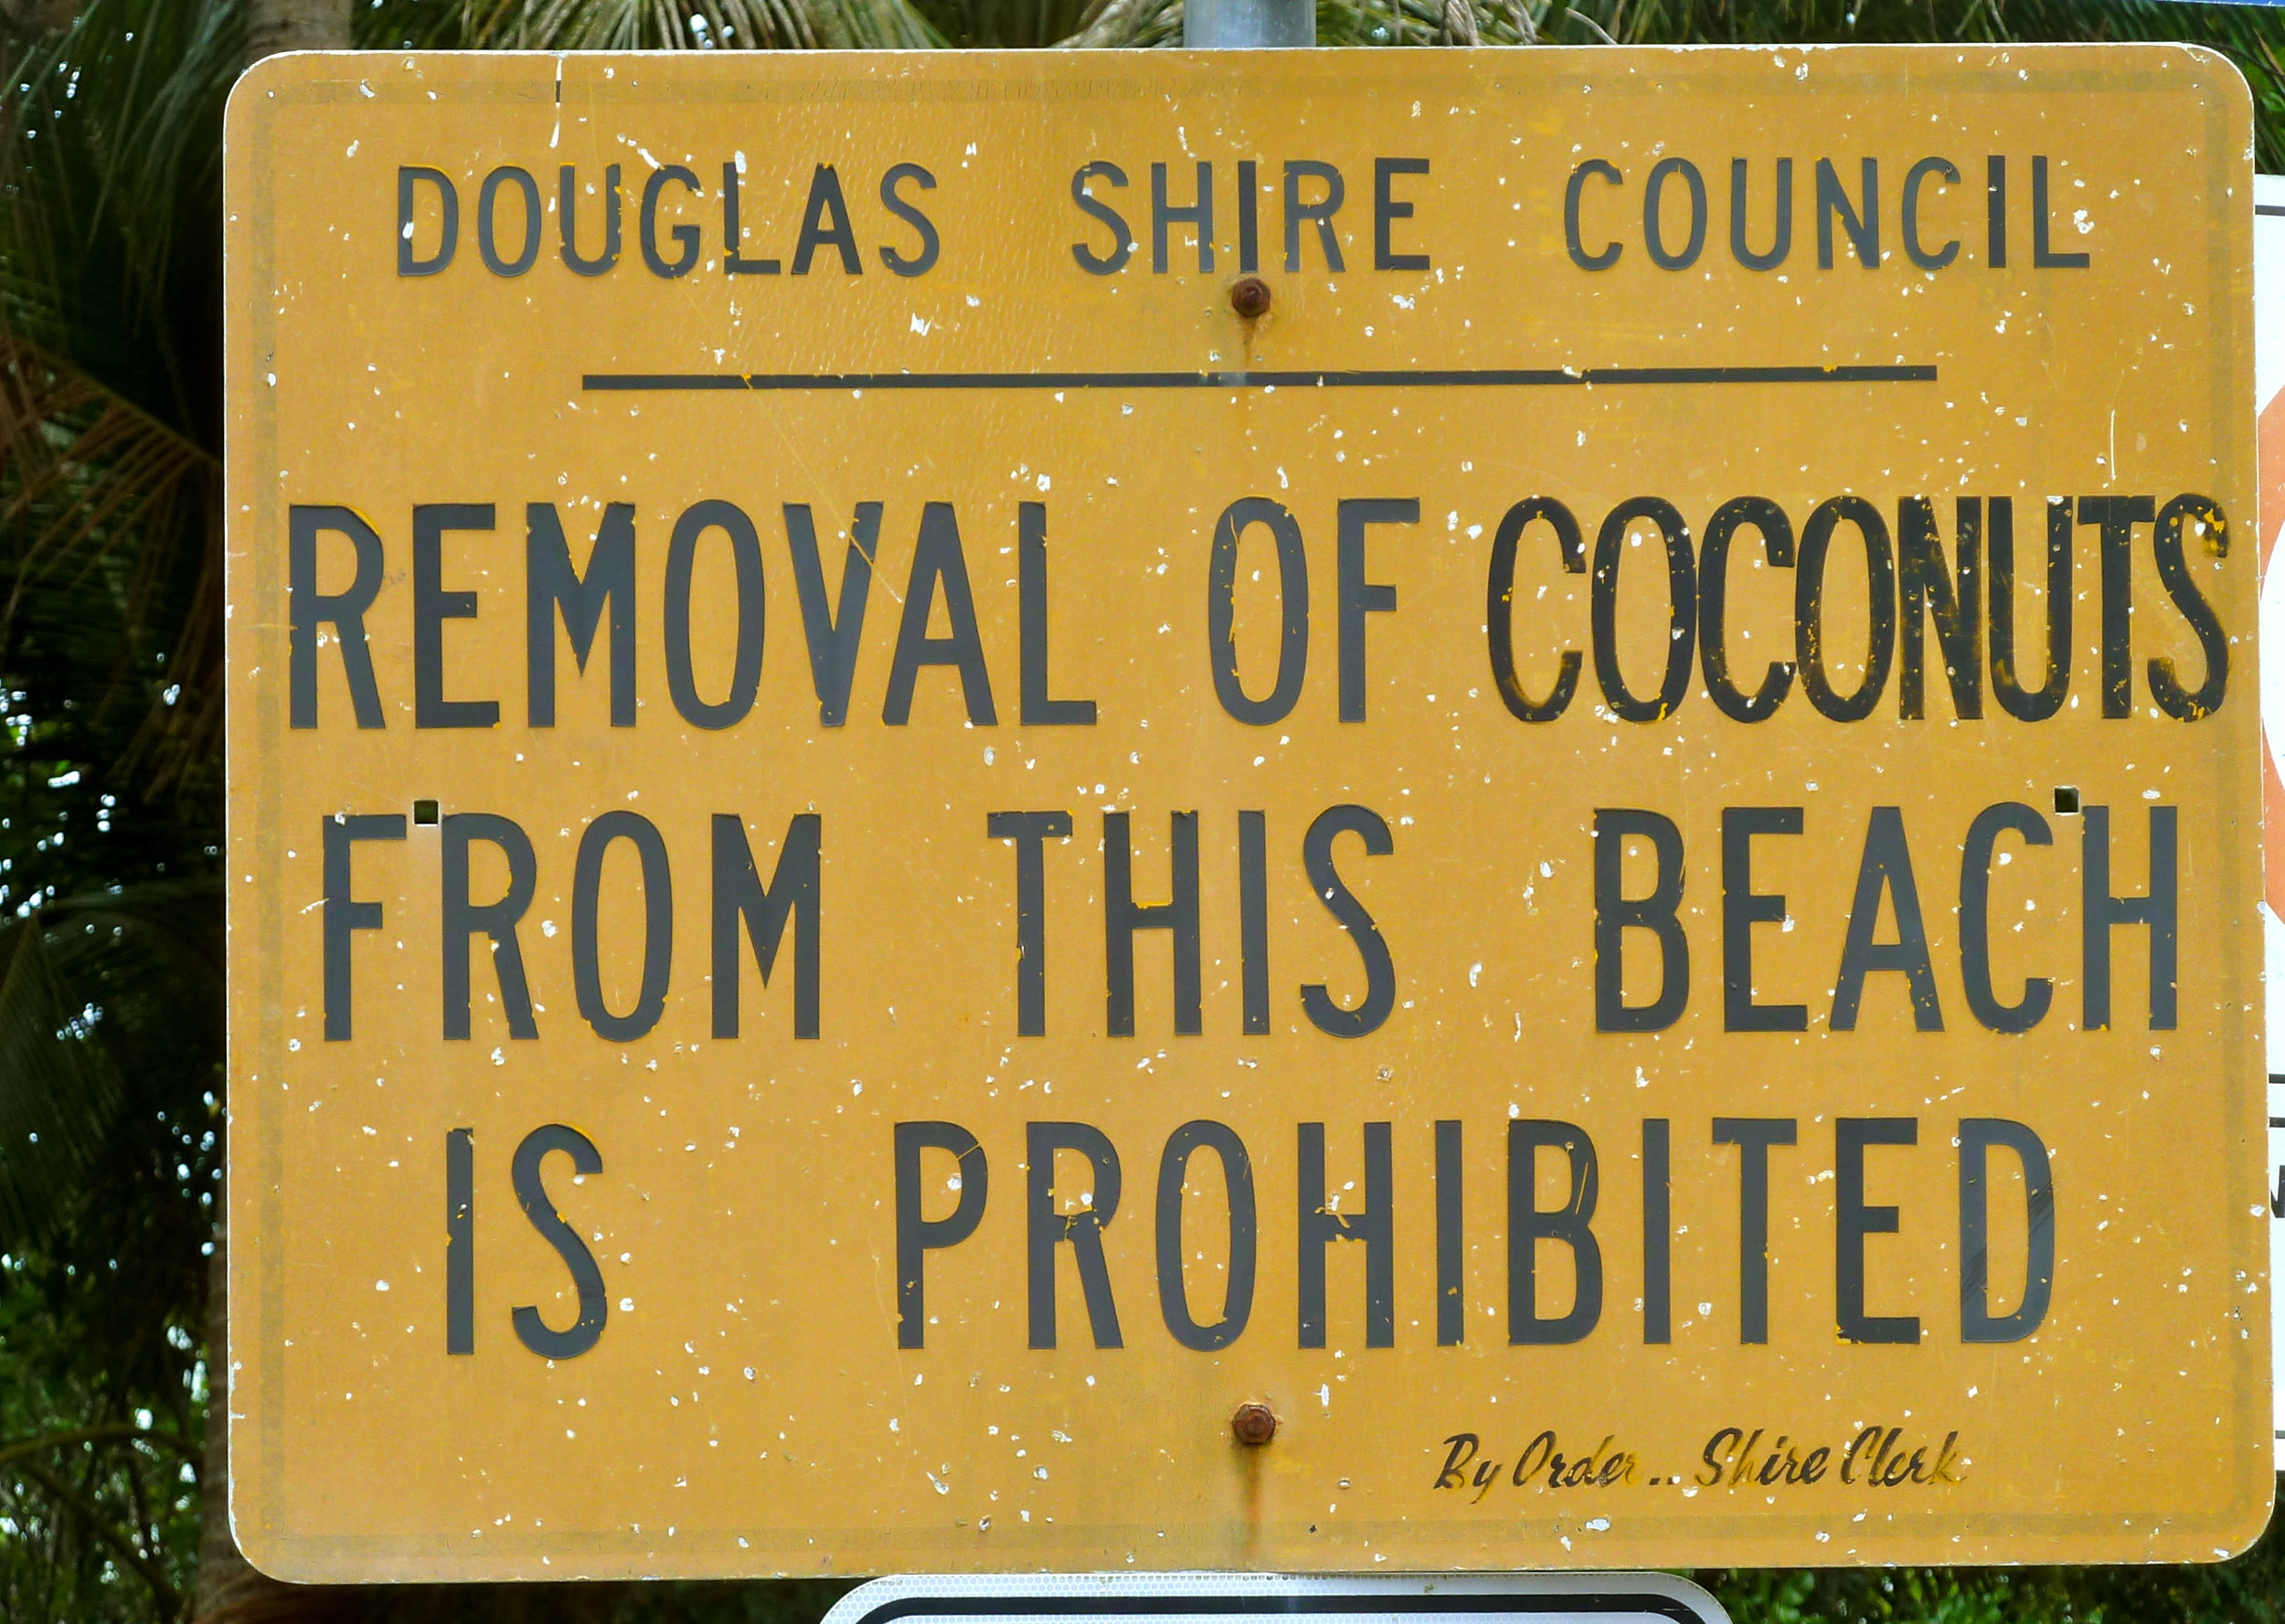 DOUGLAS SHIRE COUNCIL
REMOVAL OF COCONUTS
FROM THIS BEACH
IS PROHIBITED
By Order.. Shire Clerk